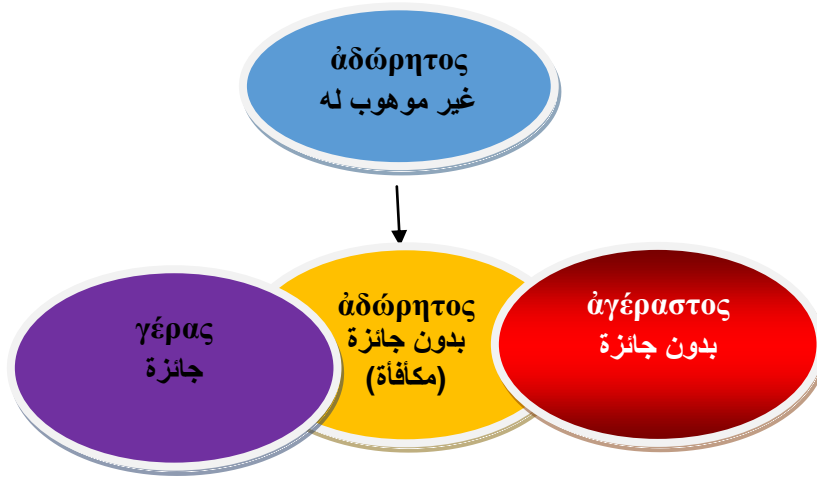 ἀδώρητος
غير موهوب له
γέρας
جائزة
ἀδώρητος
بدون جائزة
(مكأفأة)
ἀγέραστος
بدون جائزة